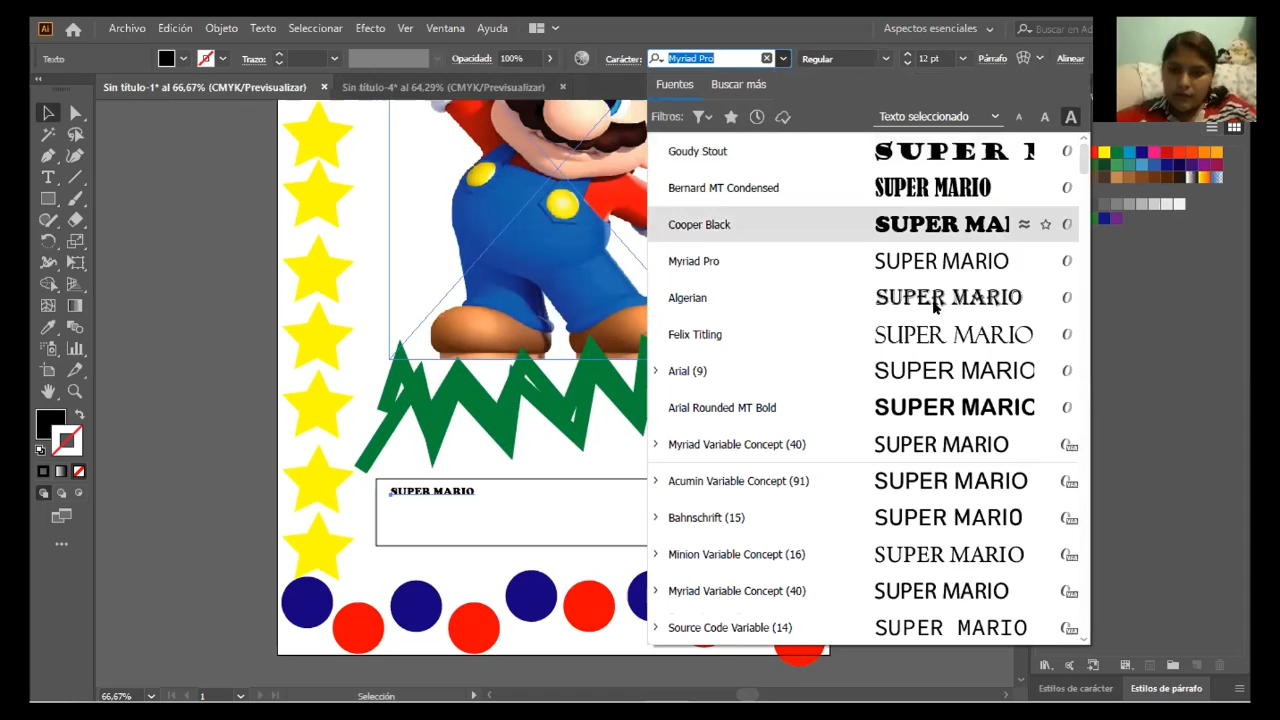 Ai Archivo Edición Objeto Texto Seleccionar Efecto Ver Ventana Ayuda Aspectos esenciales Buscar en Ad
Texto Trazo: Opacidad: 100% Carácter: Myriad Pro Regular 12 pt Párrafo Alinear
Sin título-1* al 66,67% (CMYK/Previsualizar) Sin título-4* al 64,29% (CMYK/Previsualizar)
Fuentes Buscar más
Filtros: Texto seleccionado A A A
Goudy Stout SUPER
Bernard MT Condensed SUPER MARIO
Cooper Black SUPER MA
Myriad Pro SUPER MARIO
Algerian SUPER MARIO
Felix Titling SUPER MARIO
Arial (9) SUPER MARIO
Arial Rounded MT Bold SUPER MARIO
Myriad Variable Concept (40) SUPER MARIO
Acumin Variable Concept (91) SUPER MARIO
Bahnschrift (15) SUPER MARIO
Minion Variable Concept (16) SUPER MARIO
Myriad Variable Concept (40) SUPER MARIO
Source Code Variable (14) SUPER MARIO
SUPER MARIO
66,67% 1 Selección
Estilos de carácter Estilos de párrafo